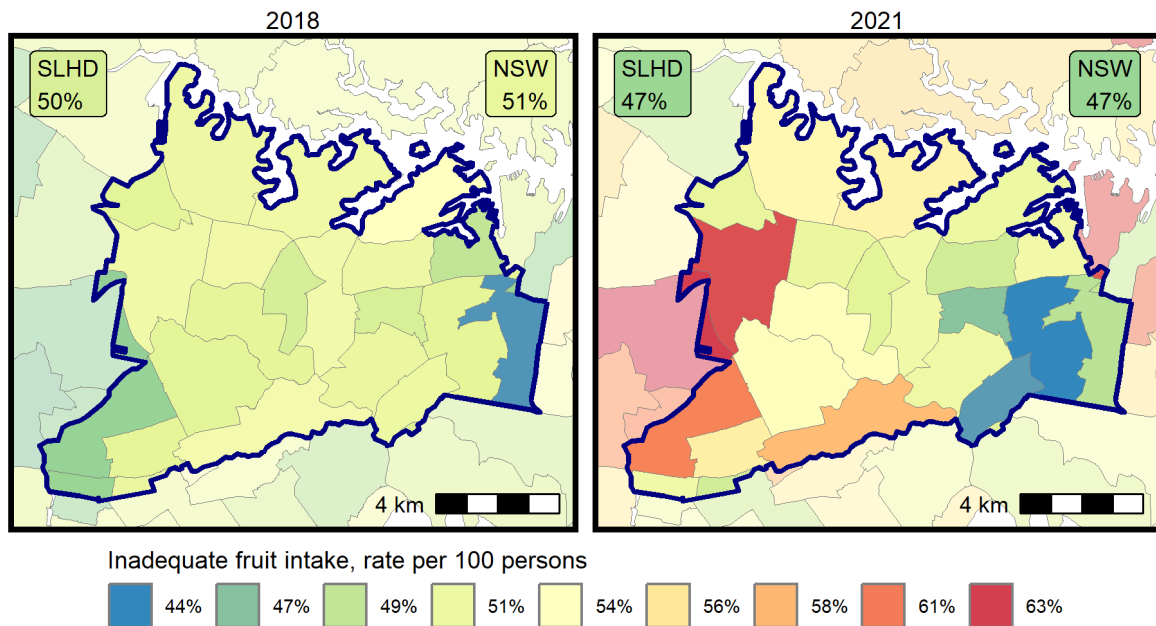 2018
SLHD
50%
NSW
51%
4 km
2021
SLHD
47%
NSW
47%
4 km
Inadequate fruit intake, rate per 100 persons
44% 47% 49% 51% 54% 56% 58% 61% 63%